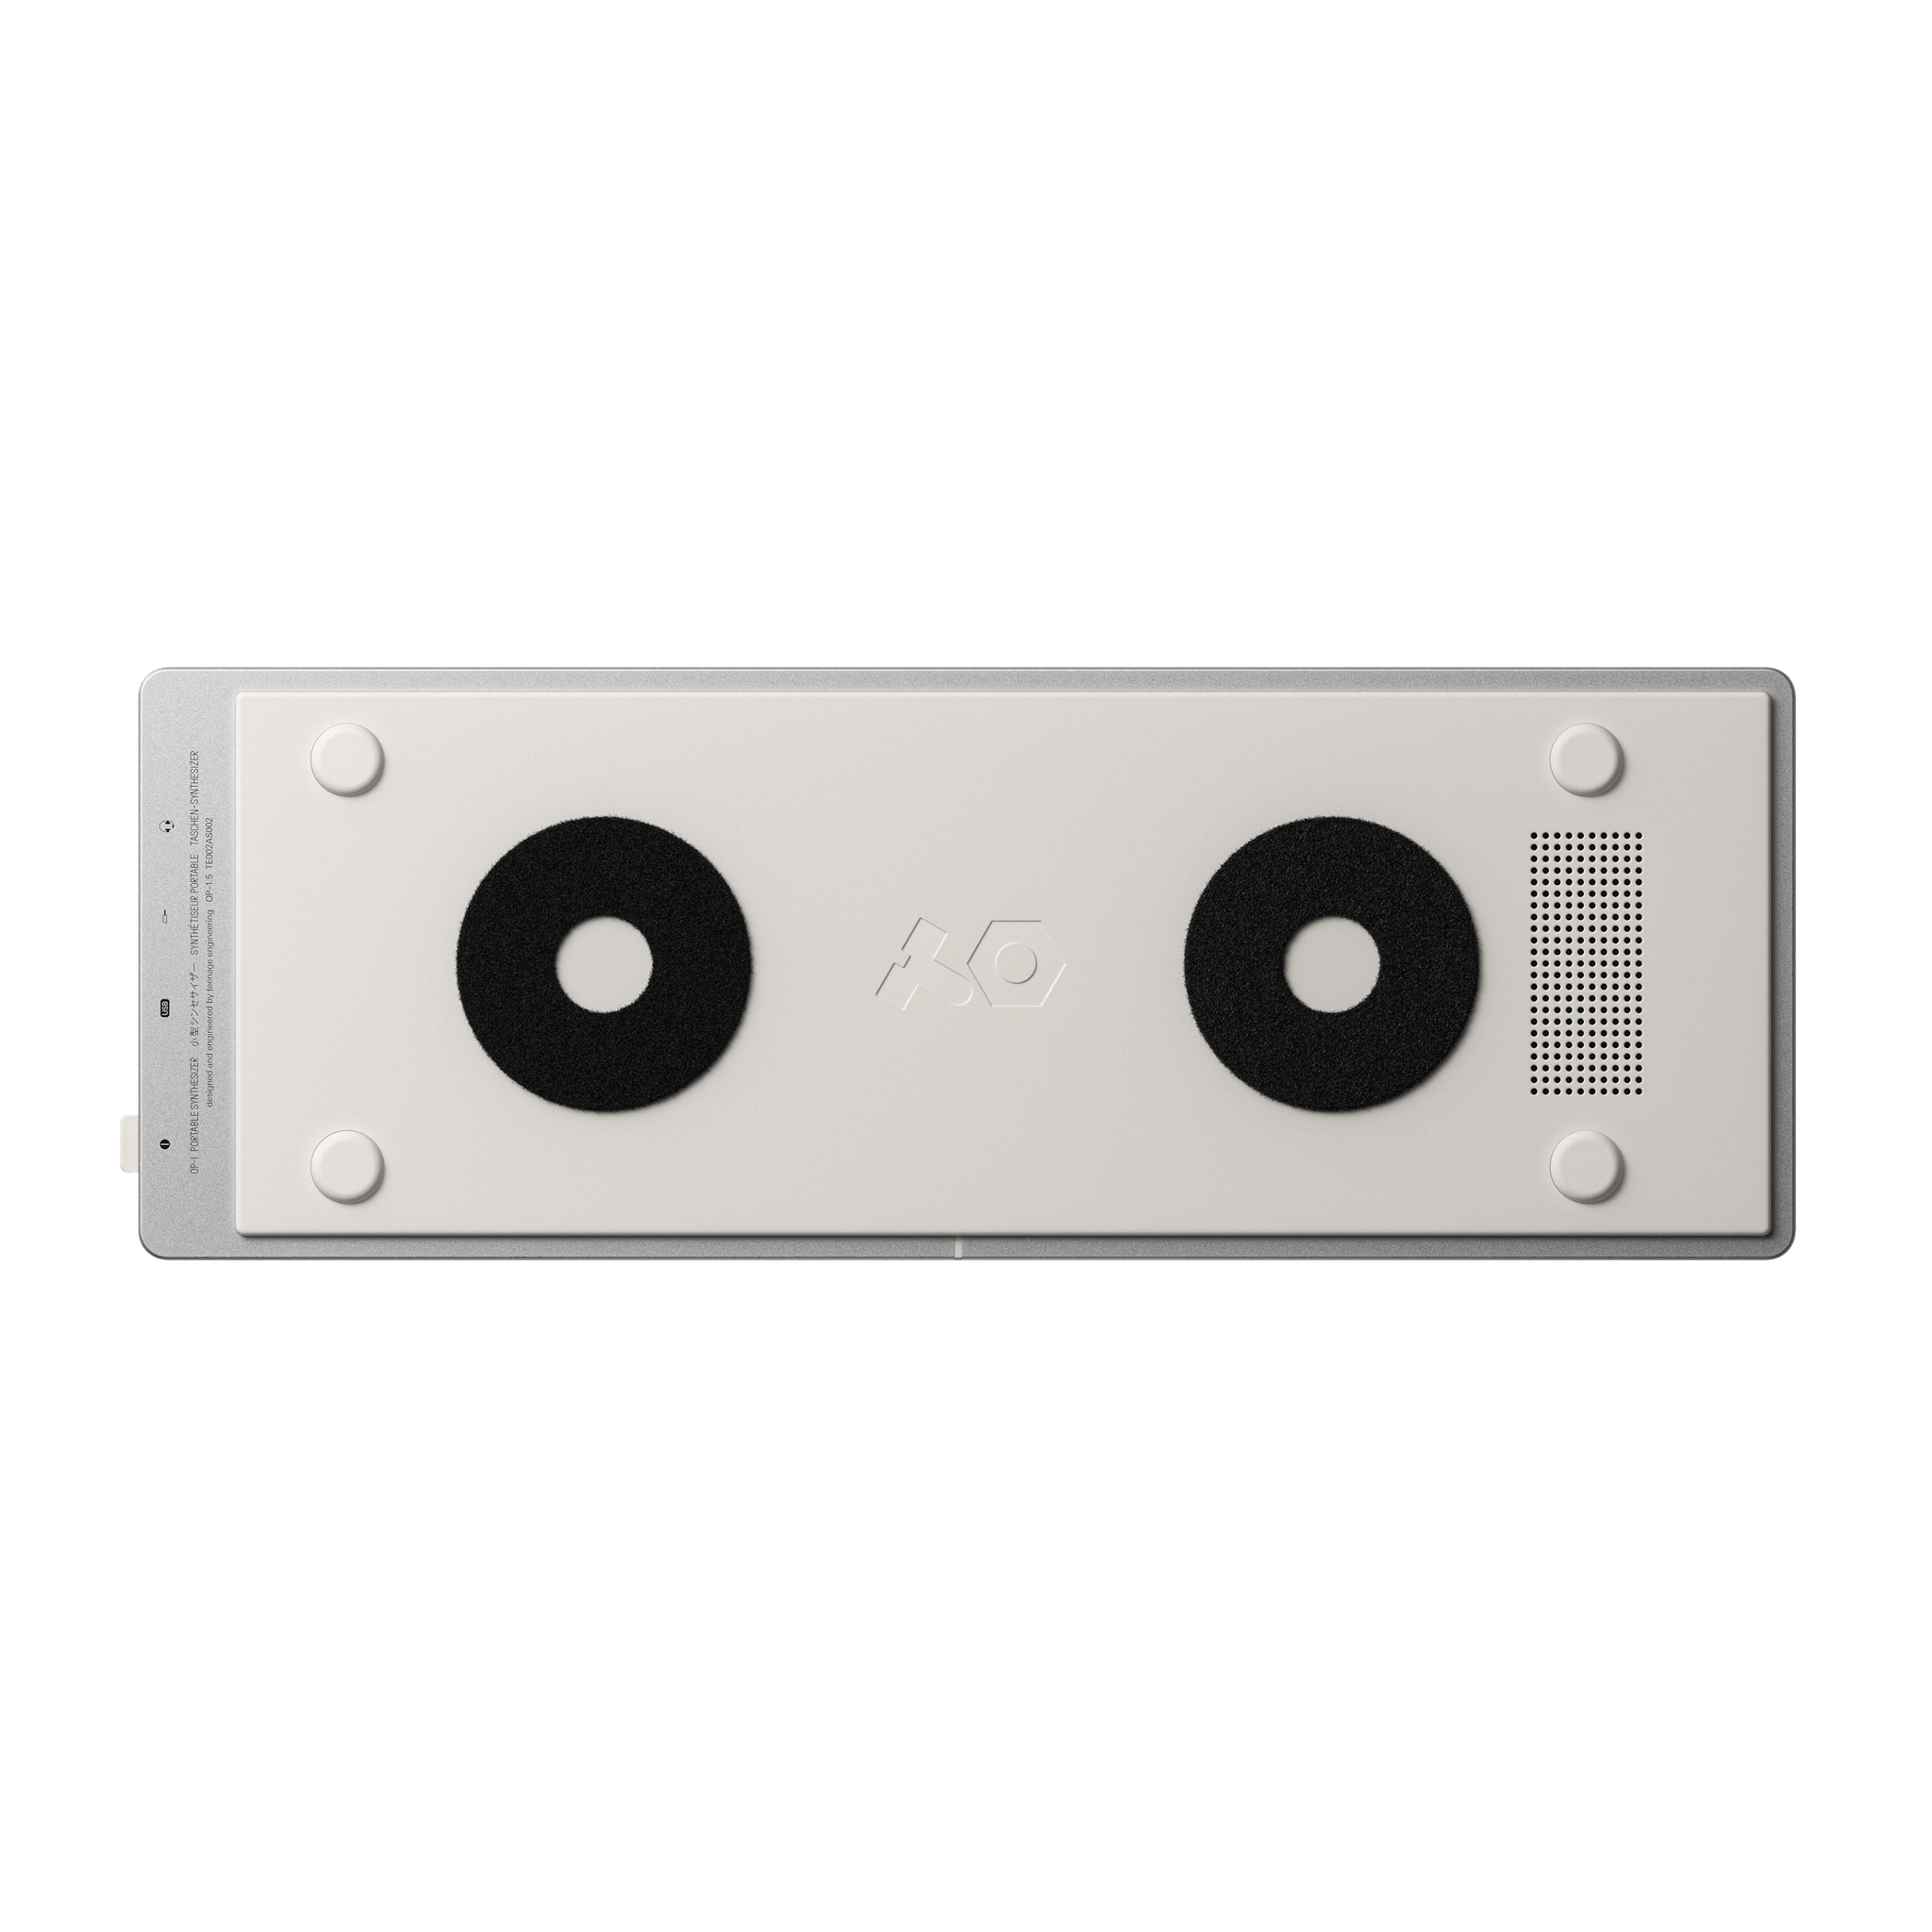 OP-1 PORTABLE SYNTHESIZER 小型シンセサイザー SYNTHÉTISEUR PORTABLE TASCHEN-SYNTHESIZER
designed and engineered by teenage engineering OP-1.5 TE002AS002
USB